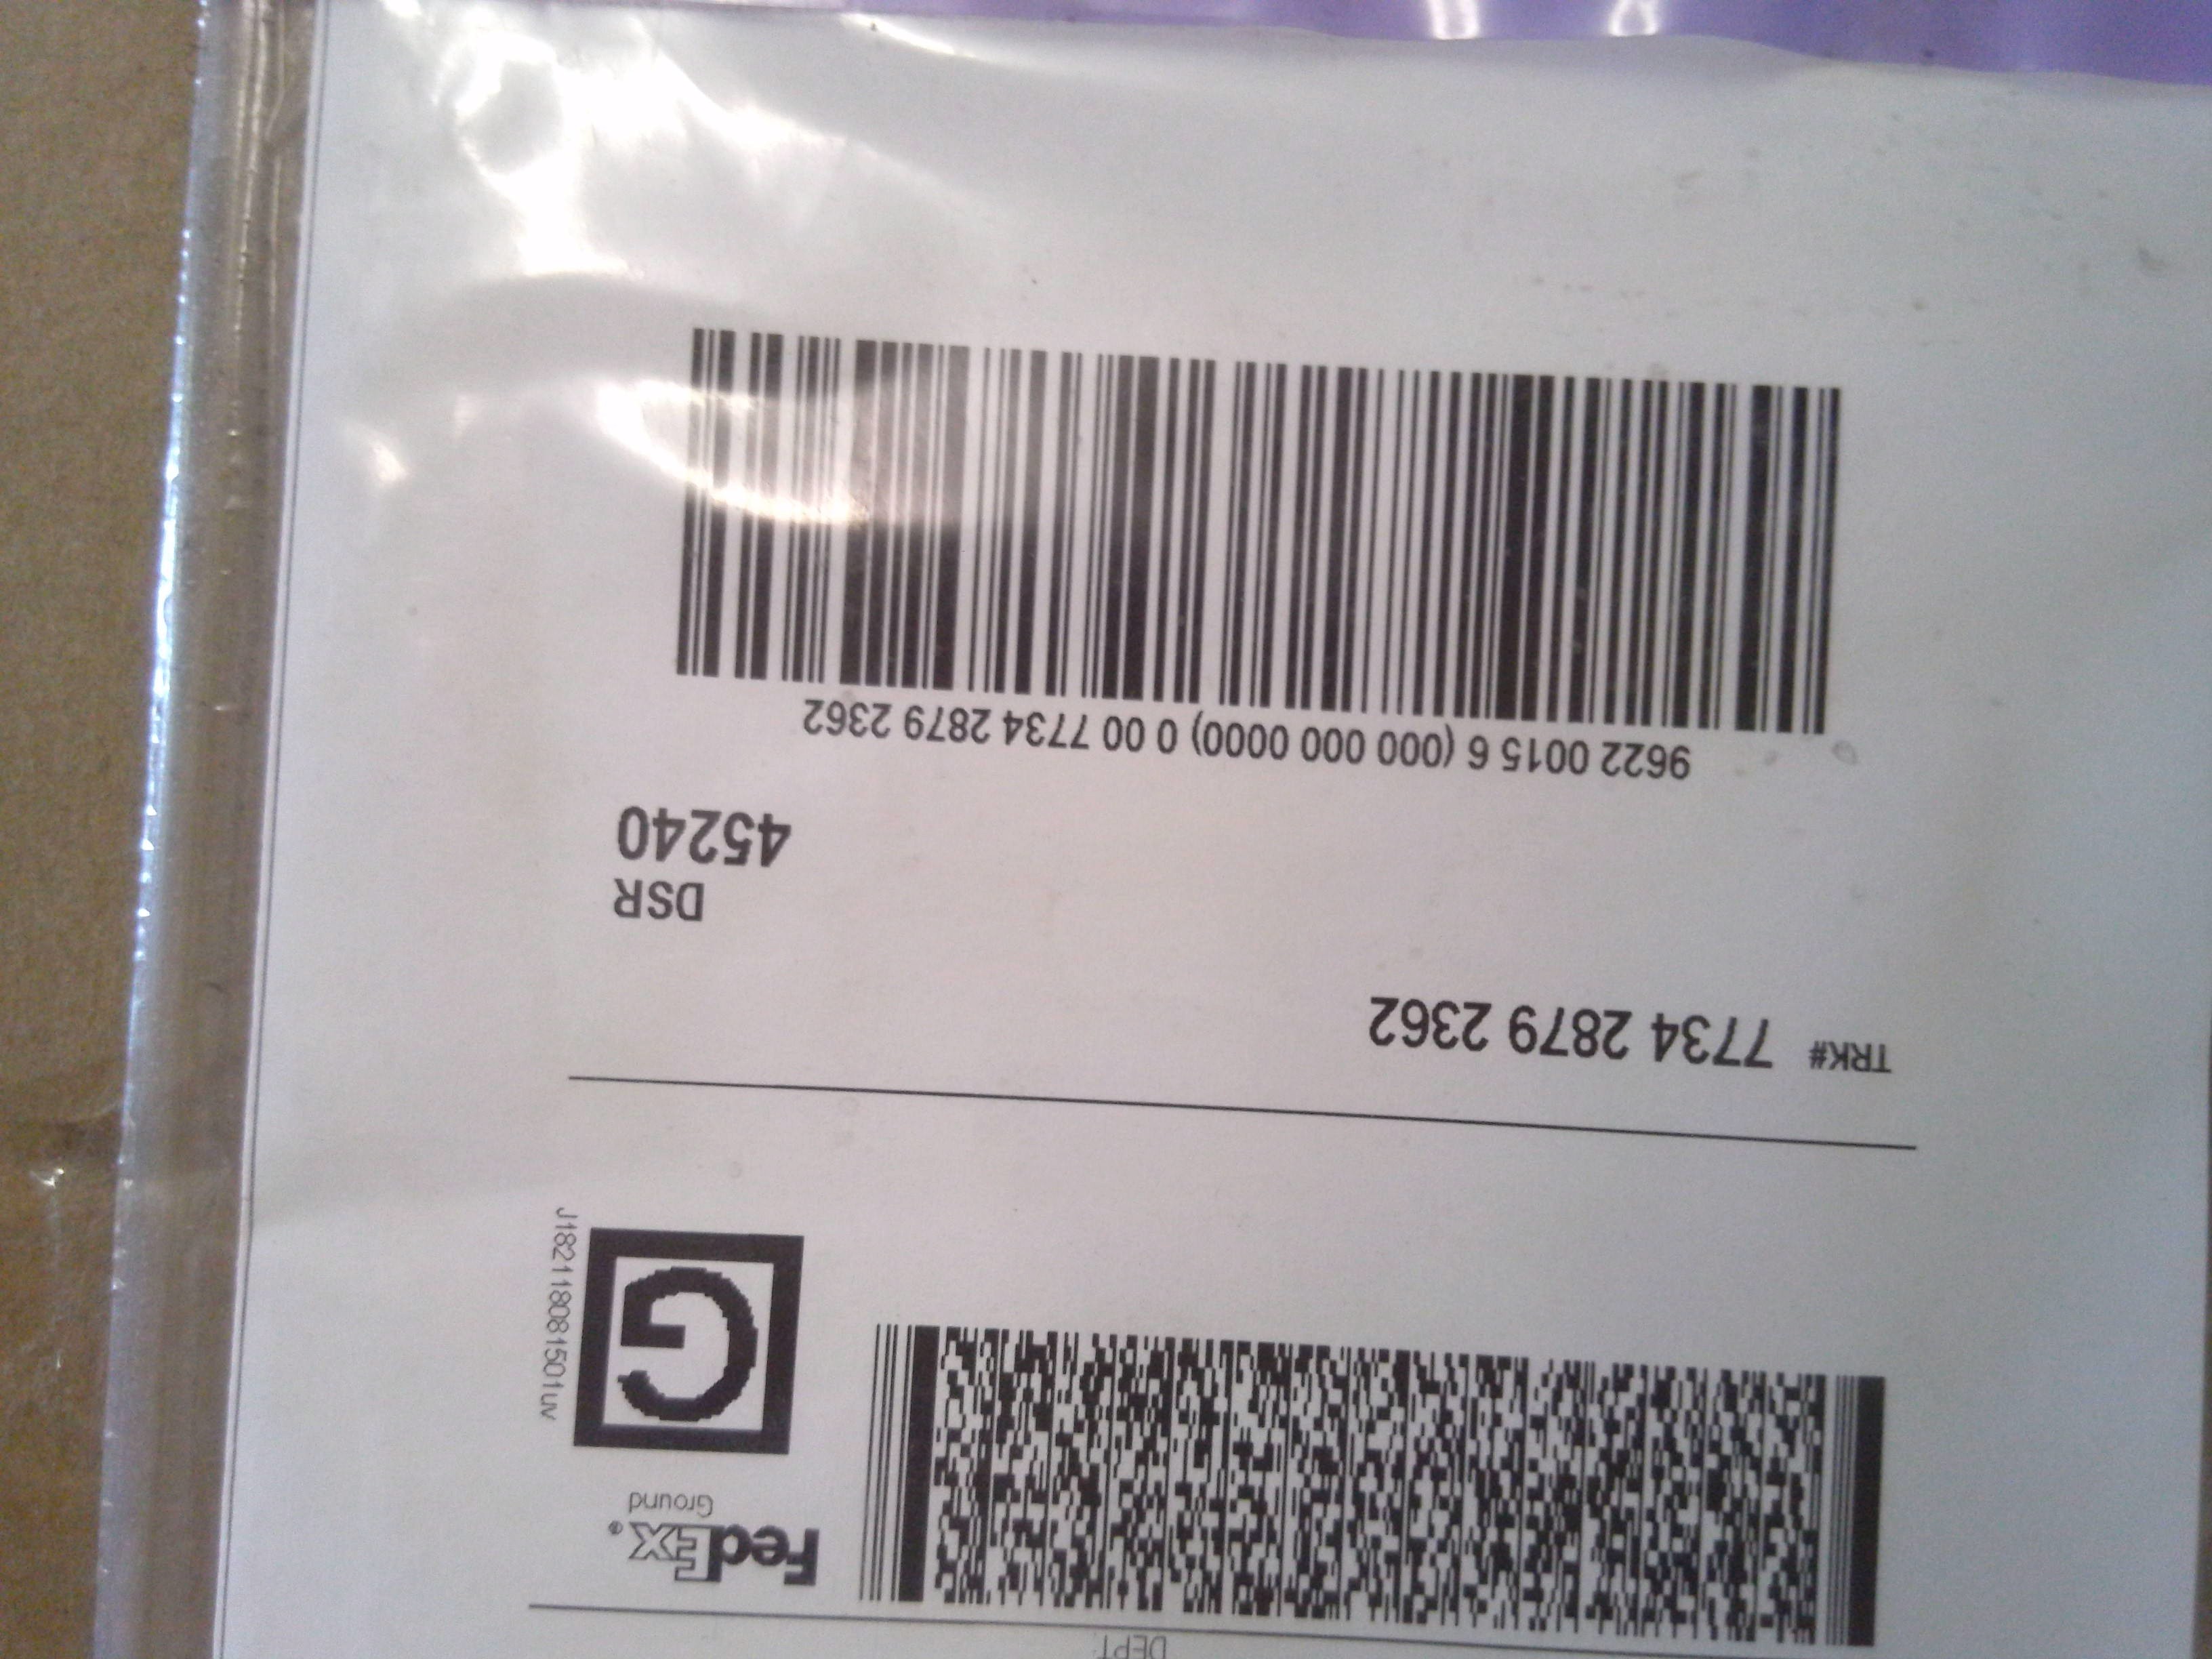 DEPT:
FedEx®
Ground
G
J182118081501uv
TRK# 7734 2879 2362
DSR
45240
9622 0015 6 (000 000 0000) 0 00 7734 2879 2362